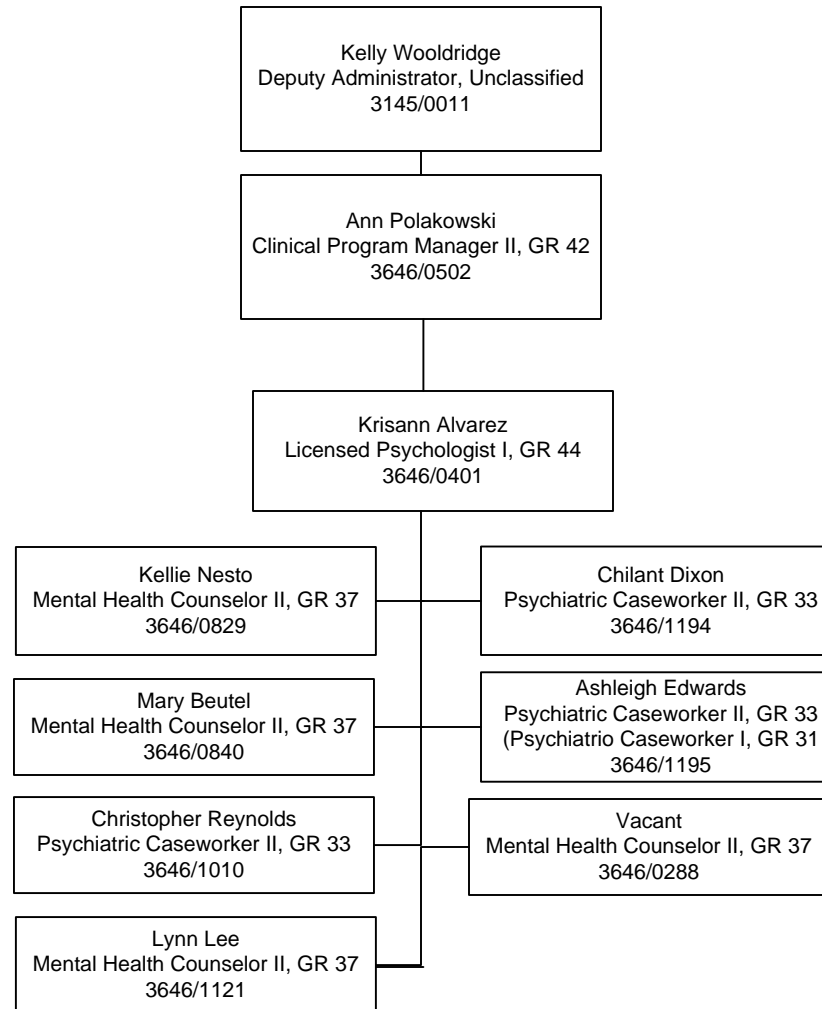 Kelly Wooldridge
Deputy Administrator, Unclassified
3145/0011
Ann Polakowski
Clinical Program Manager II, GR 42
3646/0502
Krisann Alvarez
Licensed Psychologist I, GR 44
3646/0401
Kellie Nesto
Mental Health Counselor II, GR 37
3646/0829
Chilant Dixon
Psychiatric Caseworker II, GR 33
3646/1194
Mary Beutel
Mental Health Counselor II, GR 37
3646/0840
Ashleigh Edwards
Psychiatric Caseworker II, GR 33
(Psychiatrio Caseworker I, GR 31
3646/1195
Christopher Reynolds
Psychiatric Caseworker II, GR 33
3646/1010
Vacant
Mental Health Counselor II, GR 37
3646/0288
Lynn Lee
Mental Health Counselor II, GR 37
3646/1121